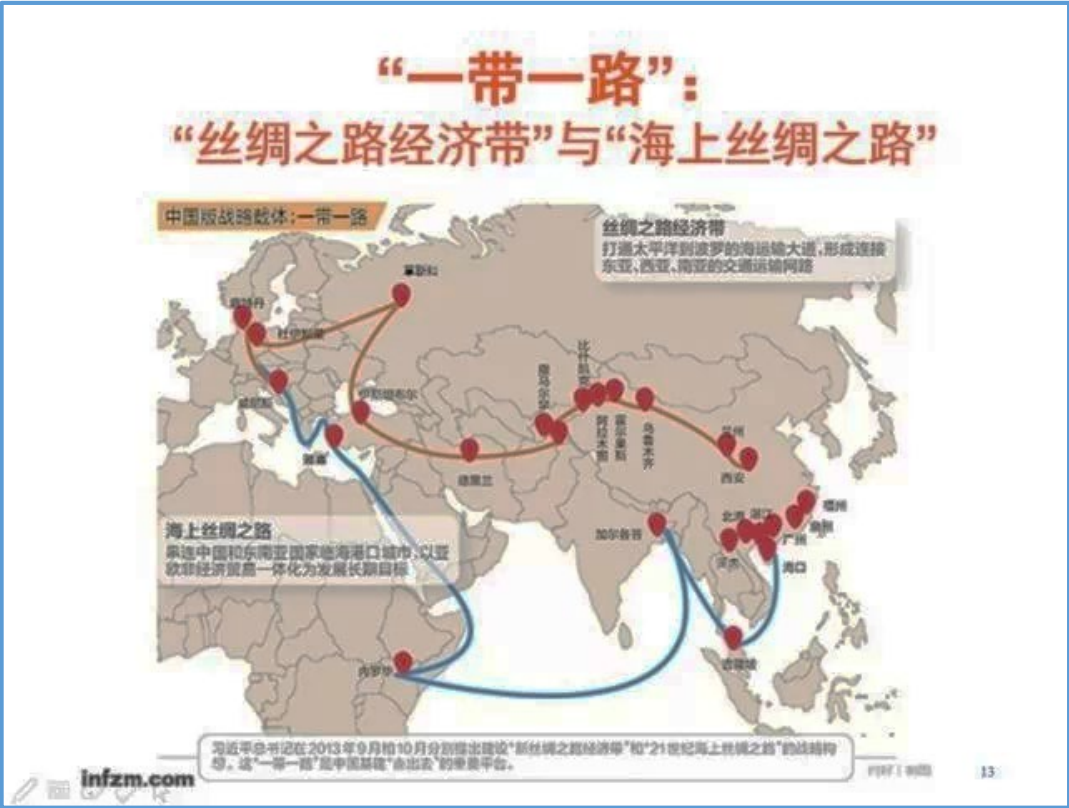 “一带一路”:
“丝绸之路经济带”与“海上丝绸之路”
中国版战略载体:一带一路
丝绸之路经济带
打通太平洋到波罗的海运输大道,形成连接
东亚、西亚、南亚的交通运输网路
莫斯科
鹿特丹
杜伊斯堡
威尼斯
伊斯坦布尔
雅典
德黑兰
撒马尔罕
比什凯克
阿拉木图
霍尔果斯
乌鲁木齐
兰州
西安
加尔各答
北海
湛江
福州
泉州
广州
河内
海口
吉隆坡
内罗毕
海上丝绸之路
串连中国和东南亚国家临海港口城市,以亚
欧非经济贸易一体化为发展长期目标
习近平总书记在2013年9月和10月分别提出建设“新丝绸之路经济带”和“21世纪海上丝绸之路”的战略构
想。这“一带一路”是中国基建“走出去”的重要平台。
infzm.com
13